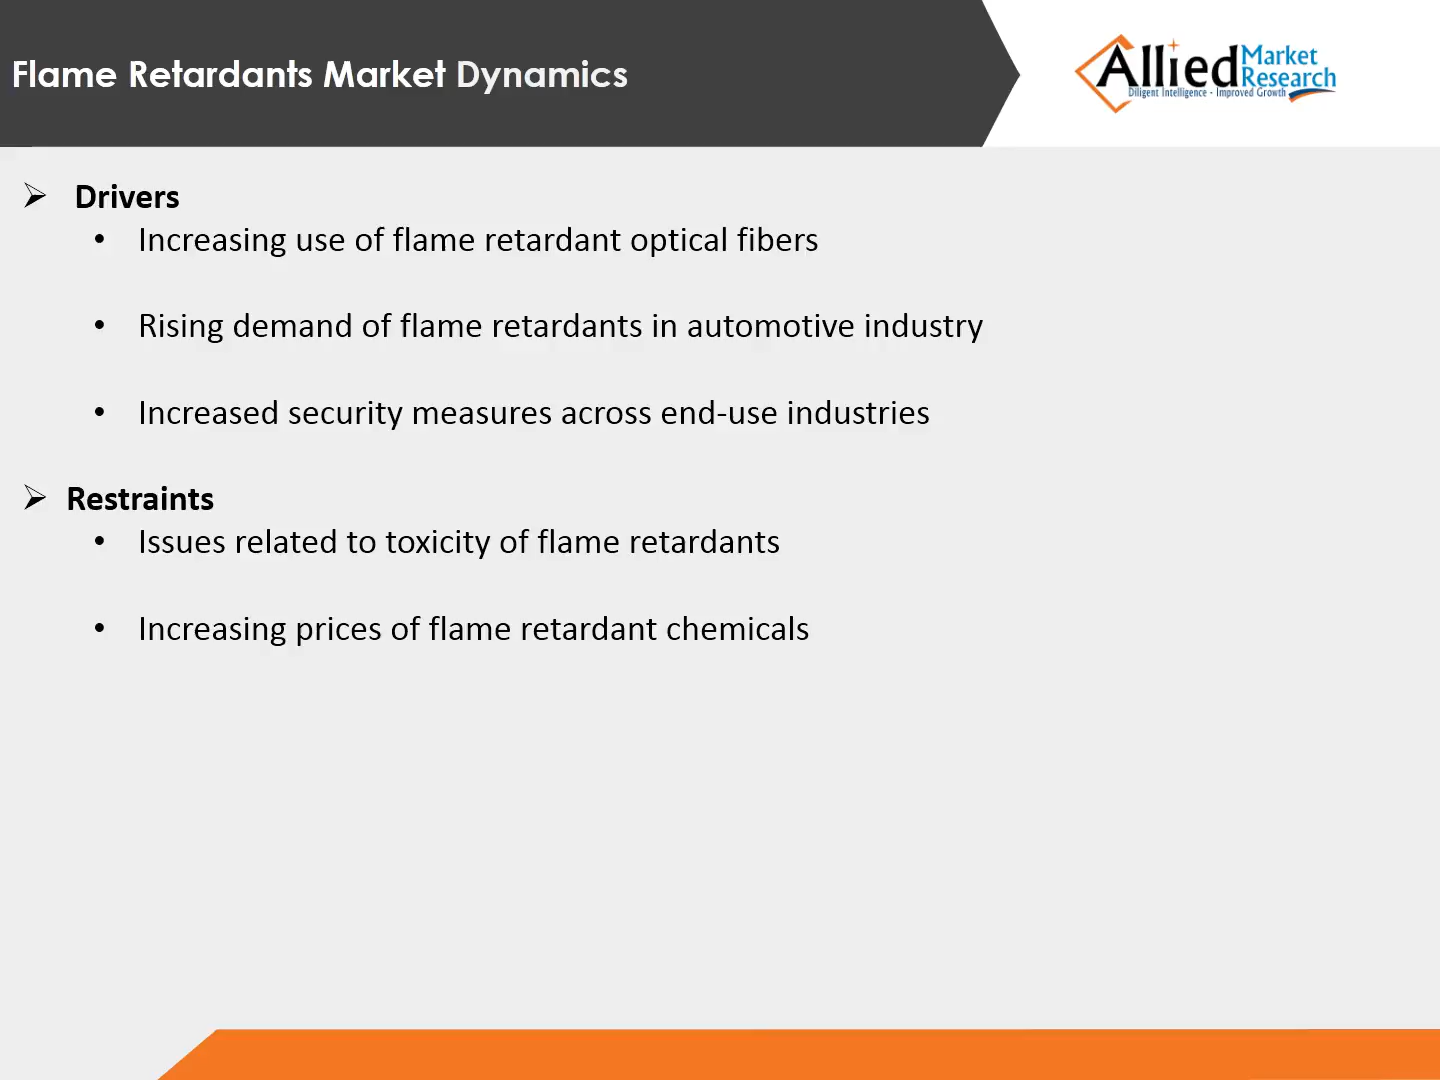 Flame Retardants Market Dynamics
Allied Market Research
Diligent Intelligence - Improved Growth
Drivers
• Increasing use of flame retardant optical fibers
• Rising demand of flame retardants in automotive industry
• Increased security measures across end-use industries
Restraints
• Issues related to toxicity of flame retardants
• Increasing prices of flame retardant chemicals